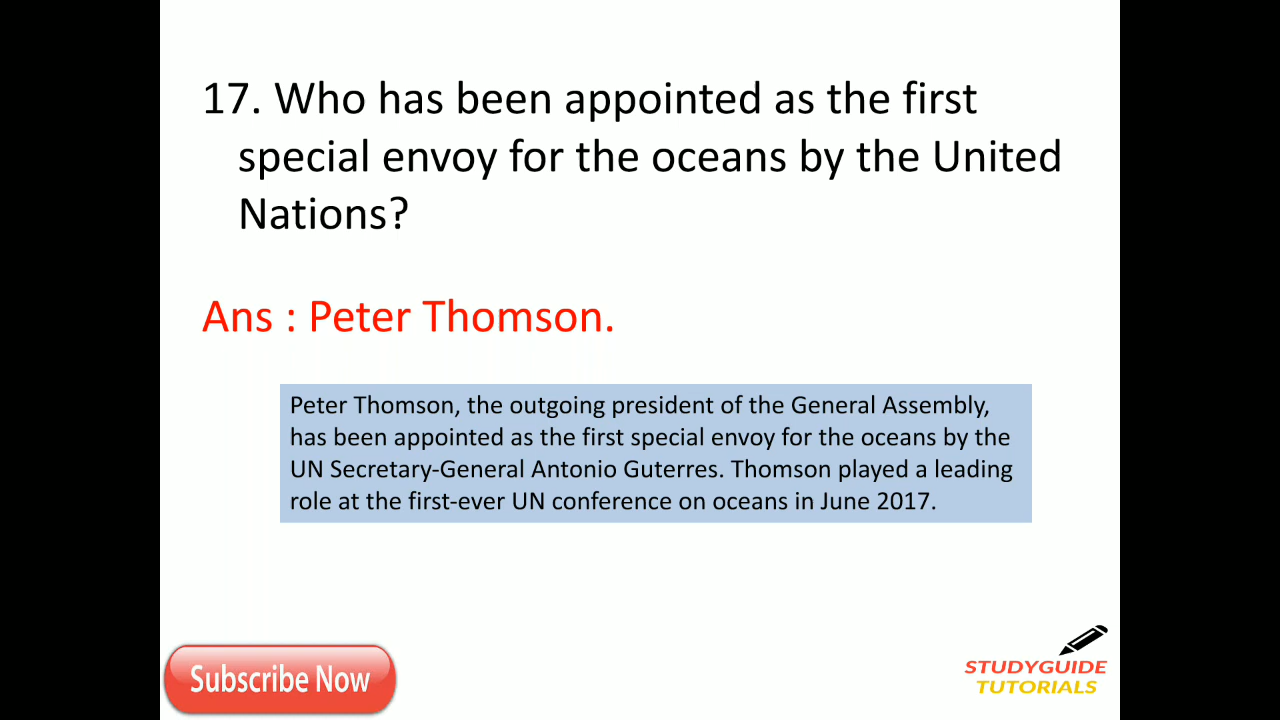 17. Who has been appointed as the first
special envoy for the oceans by the United
Nations?
Ans : Peter Thomson.
Peter Thomson, the outgoing president of the General Assembly,
has been appointed as the first special envoy for the oceans by the
UN Secretary-General Antonio Guterres. Thomson played a leading
role at the first-ever UN conference on oceans in June 2017.
Subscribe Now
STUDYGUIDE
TUTORIALS